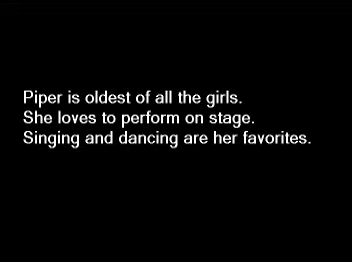 Piper is oldest of all the girls.
She loves to perform on stage.
Singing and dancing are her favorites.